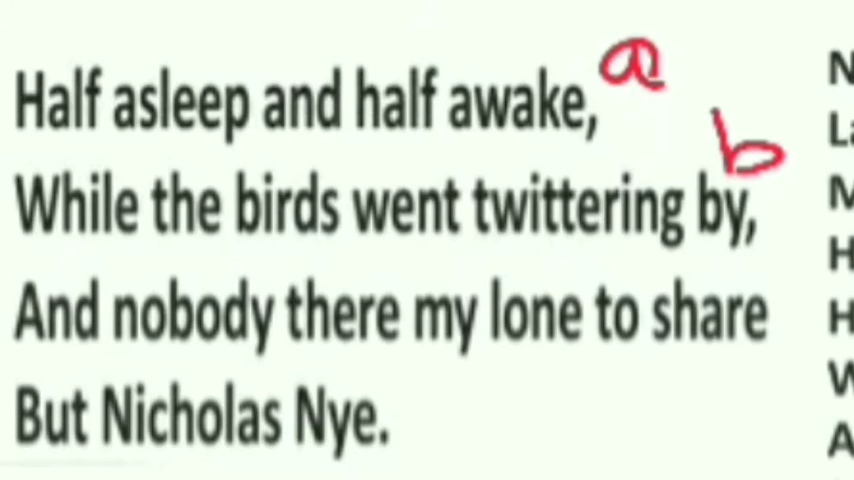 Half asleep and half awake,
a
b
While the birds went twittering by,
And nobody there my lone to share
But Nicholas Nye.
N
La
M
H
H
W
A